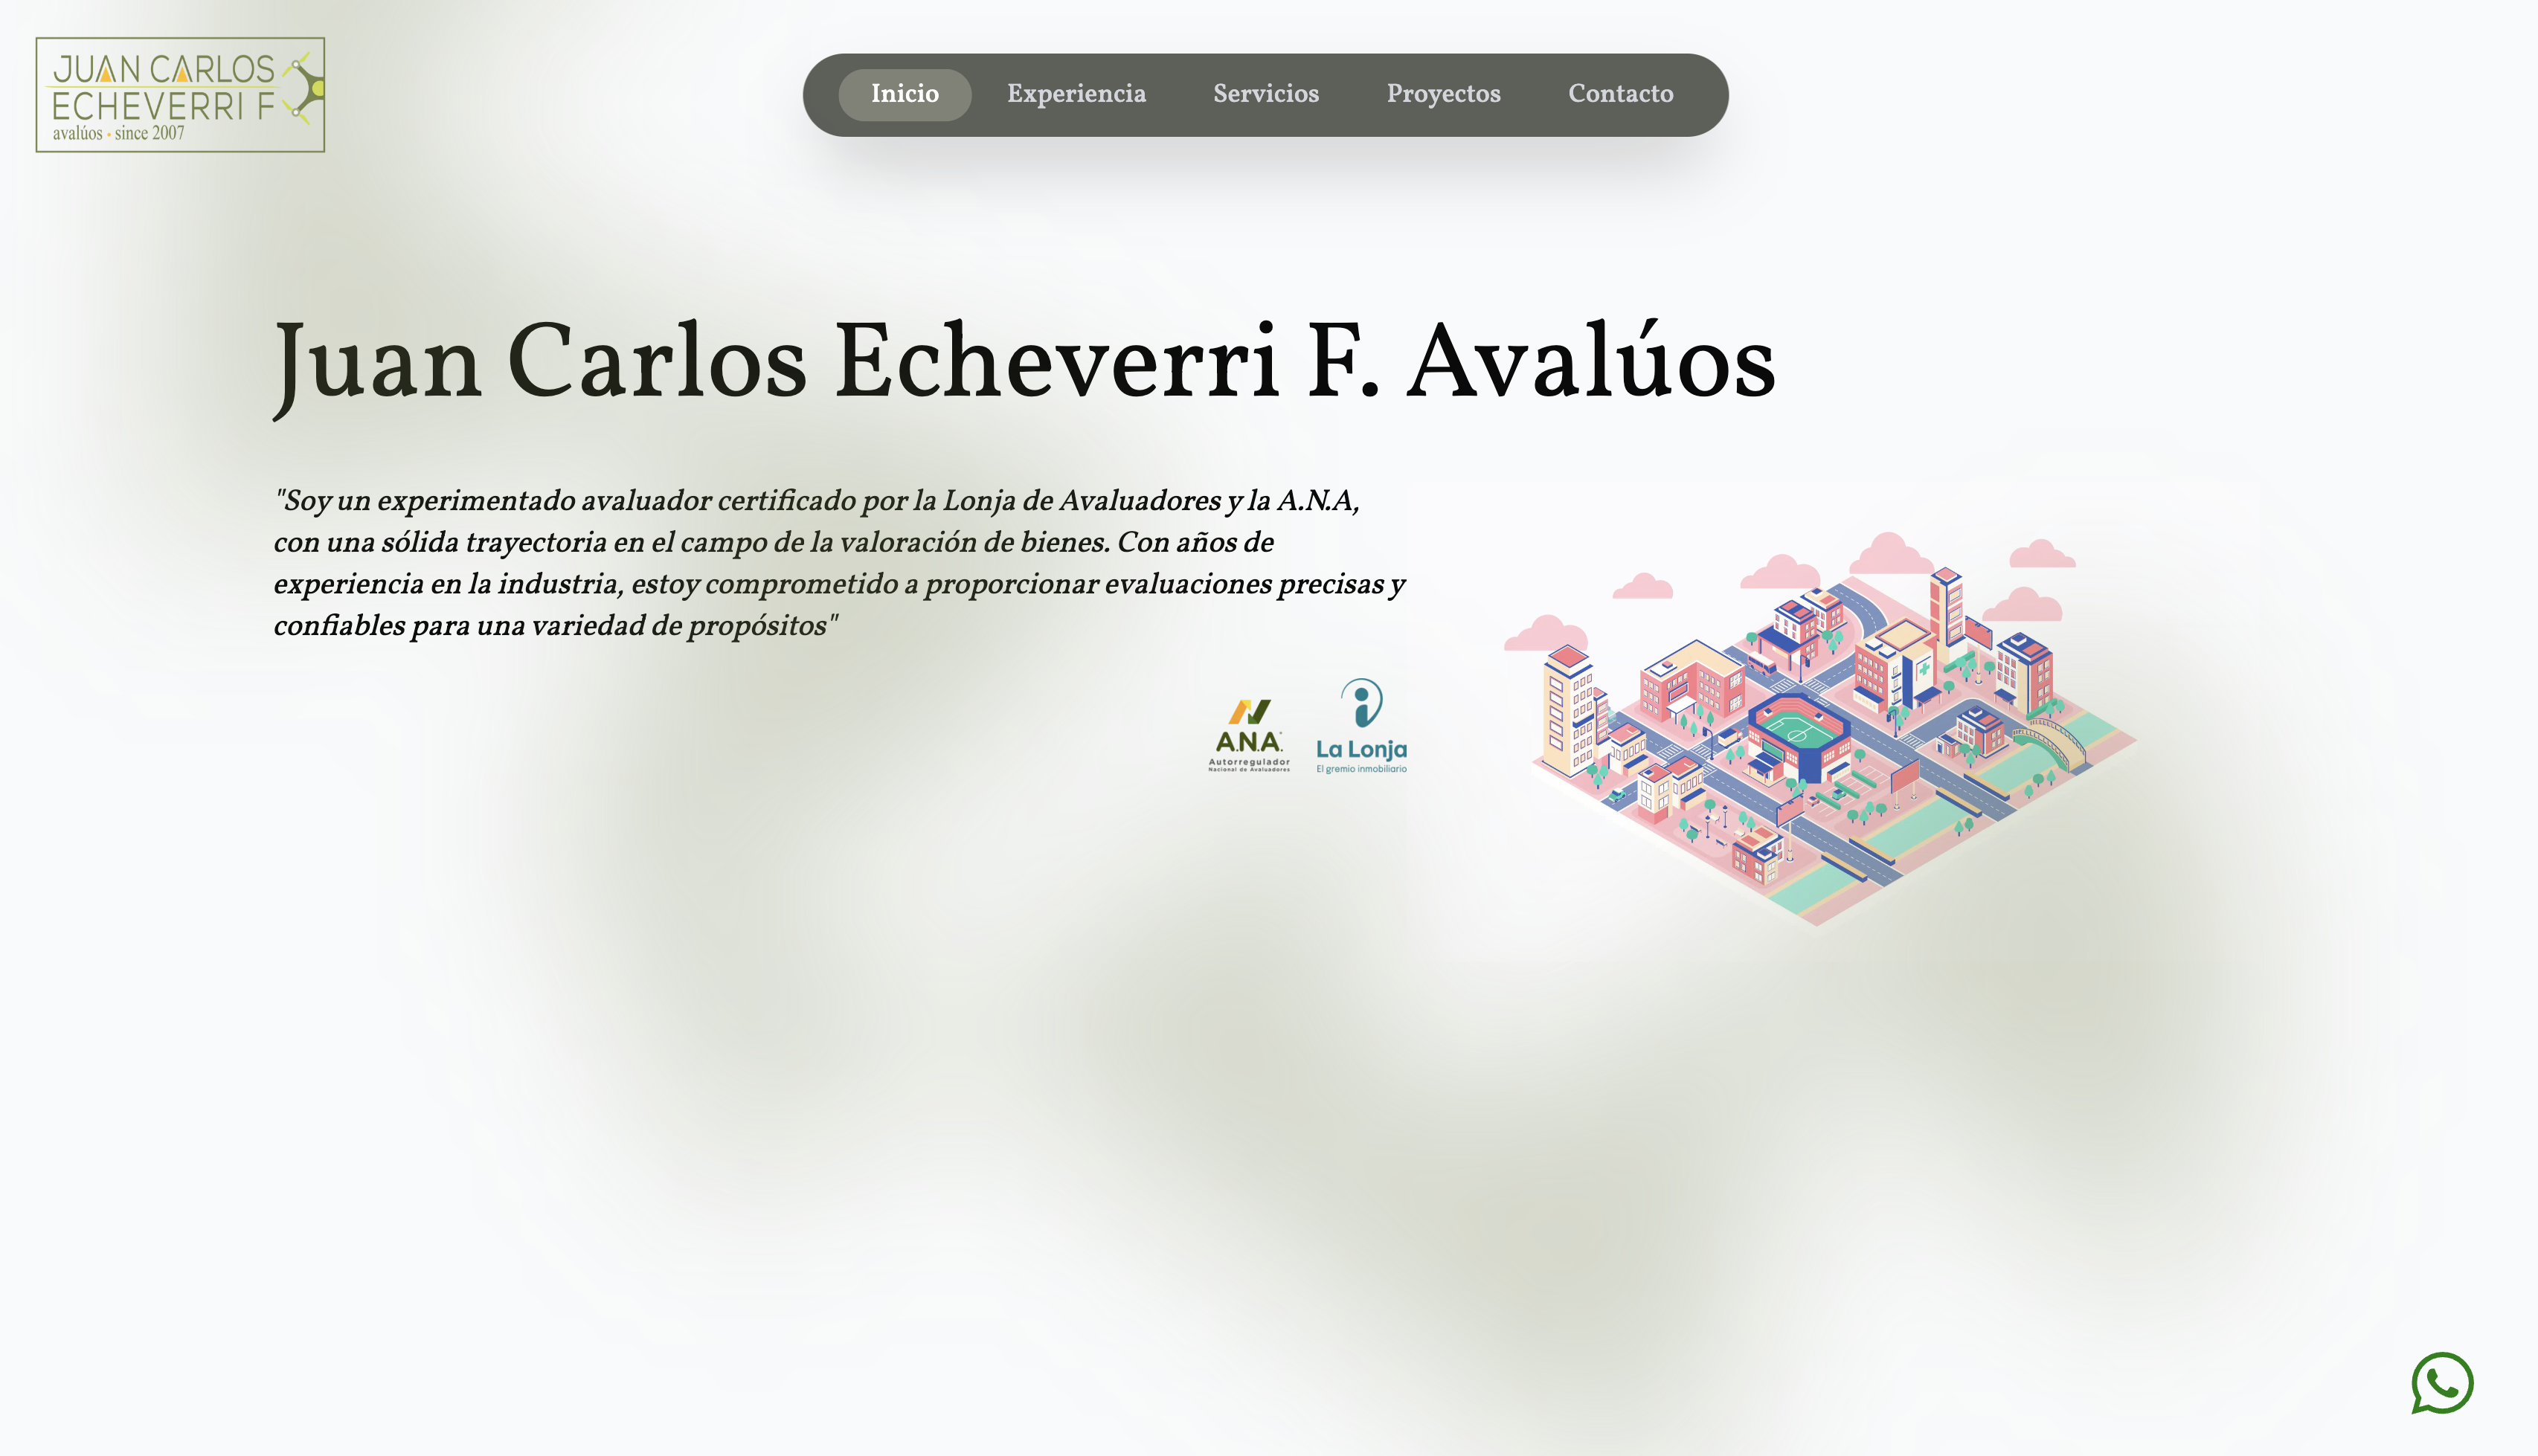 JUAN CARLOS
ECHEVERRI F
avalúos • since 2007
Inicio Experiencia Servicios Proyectos Contacto
Juan Carlos Echeverri F. Avalúos
"Soy un experimentado avaluador certificado por la Lonja de Avaluadores y la A.N.A,
con una sólida trayectoria en el campo de la valoración de bienes. Con años de
experiencia en la industria, estoy comprometido a proporcionar evaluaciones precisas y
confiables para una variedad de propósitos"
A.N.A.
Autorregulador
Nacional de Avaluadores
La Lonja
El gremio inmobiliario